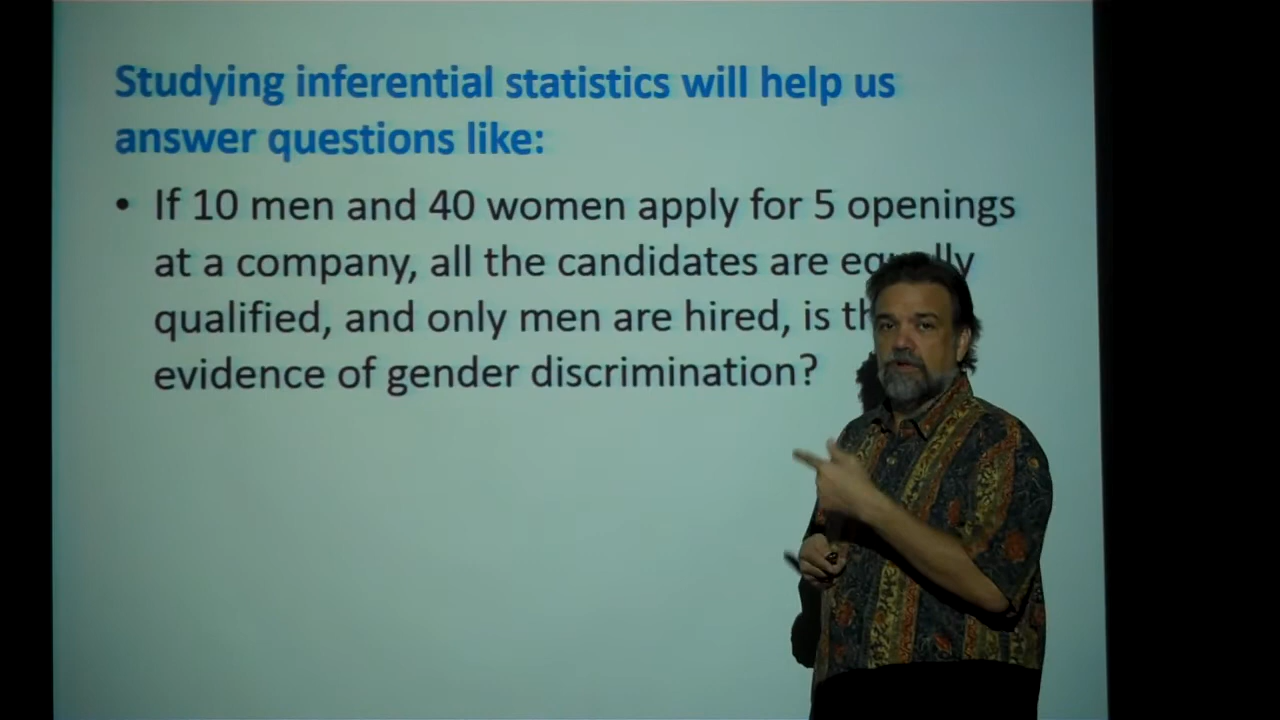 Studying inferential statistics will help us
answer questions like:
• If 10 men and 40 women apply for 5 openings
at a company, all the candidates are equally
qualified, and only men are hired, is
evidence of gender discrimination?